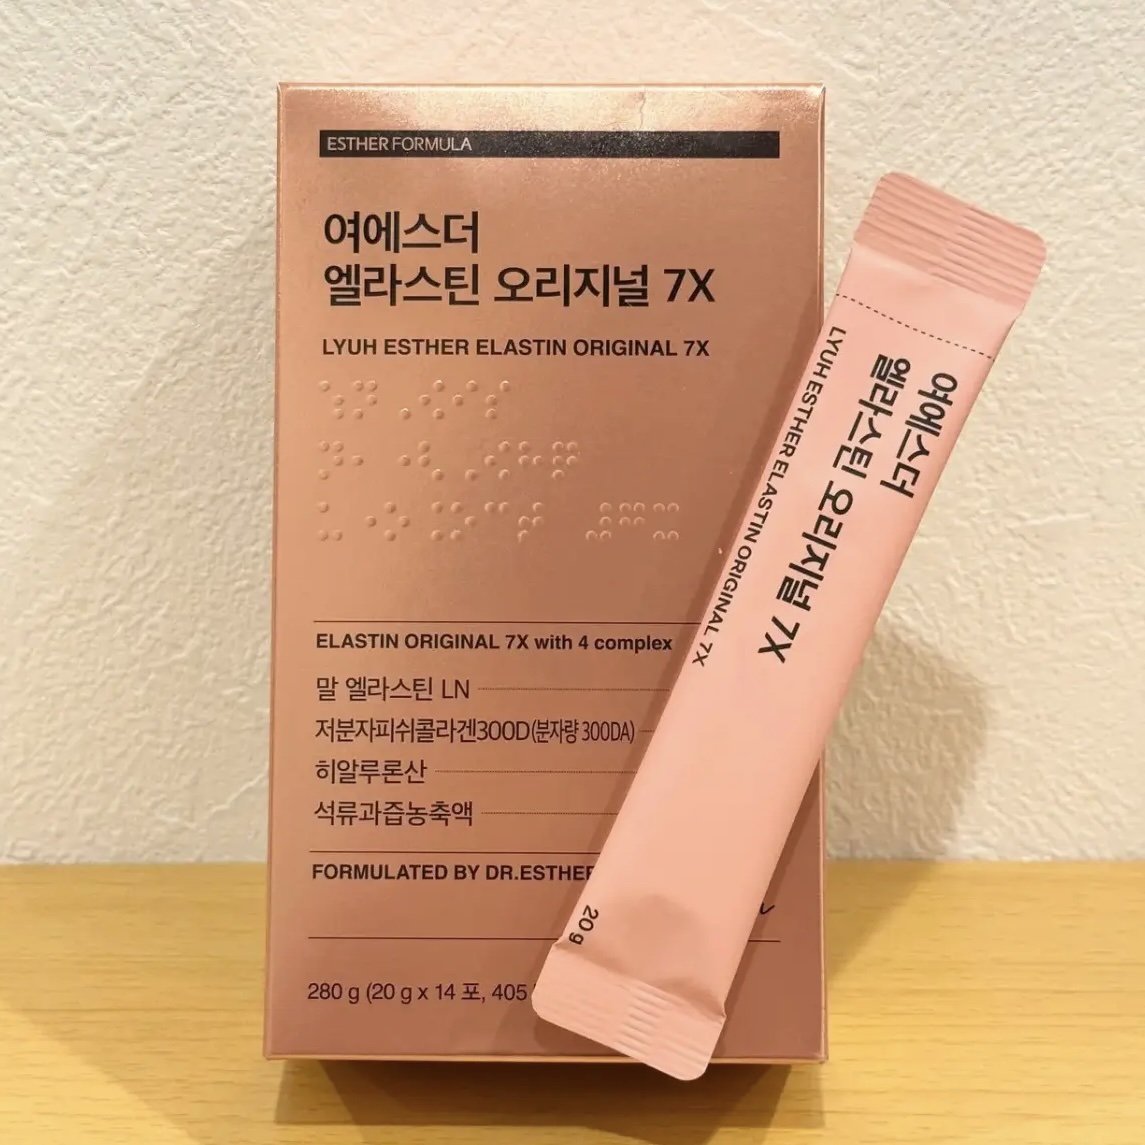 ESTHER FORMULA
여에스더
엘라스틴 오리지널 7X
LYUH ESTHER ELASTIN ORIGINAL 7X
ELASTIN ORIGINAL 7X with 4 complex
말 엘라스틴 LN
저분자피쉬콜라겐300D(분자량 300DA)
히알루론산
석류과즙농축액
FORMULATED BY DR.ESTHER
280 g (20 g x 14 포, 405
여에스더
엘라스틴 오리지널 7X
LYUH ESTHER ELASTIN ORIGINAL 7X
20 g